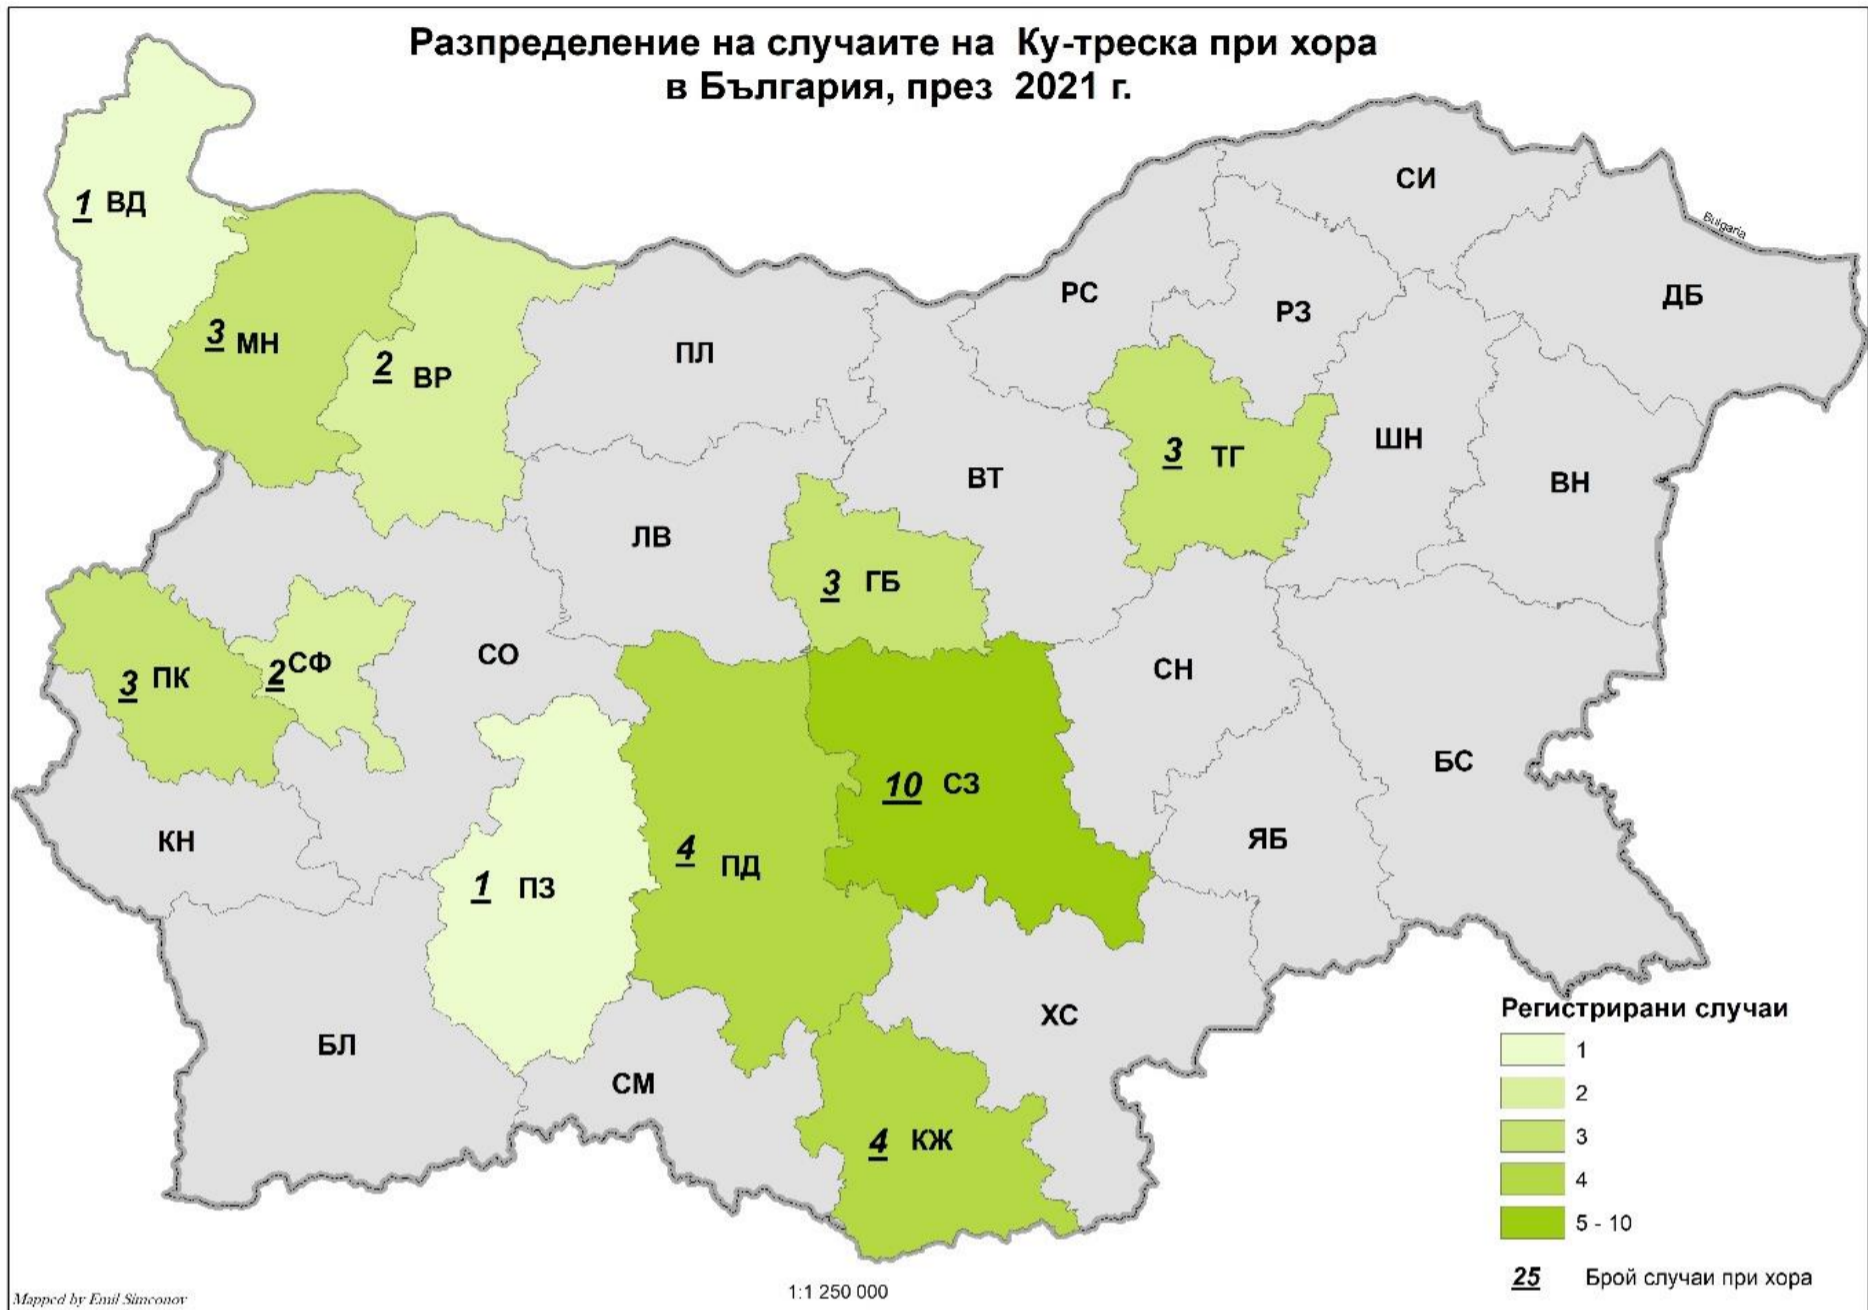 Разпределение на случаите на Ку-треска при хора
в България, през 2021 г.
СИ
1 ВД
Bulgaria
РС
РЗ
ДБ
3 МН
2 ВР
ПЛ
3 ТГ
ШН
ВН
ВТ
ЛВ
3 ГБ
СО
2 СФ
3 ПК
СН
БС
10 СЗ
КН
ЯБ
4 ПД
1 ПЗ
ХС
БЛ
СМ
4 КЖ
Регистрирани случаи
1
2
3
4
5 - 10
25 Брой случаи при хора
1:1 250 000
Mapped by Emil Simeonov